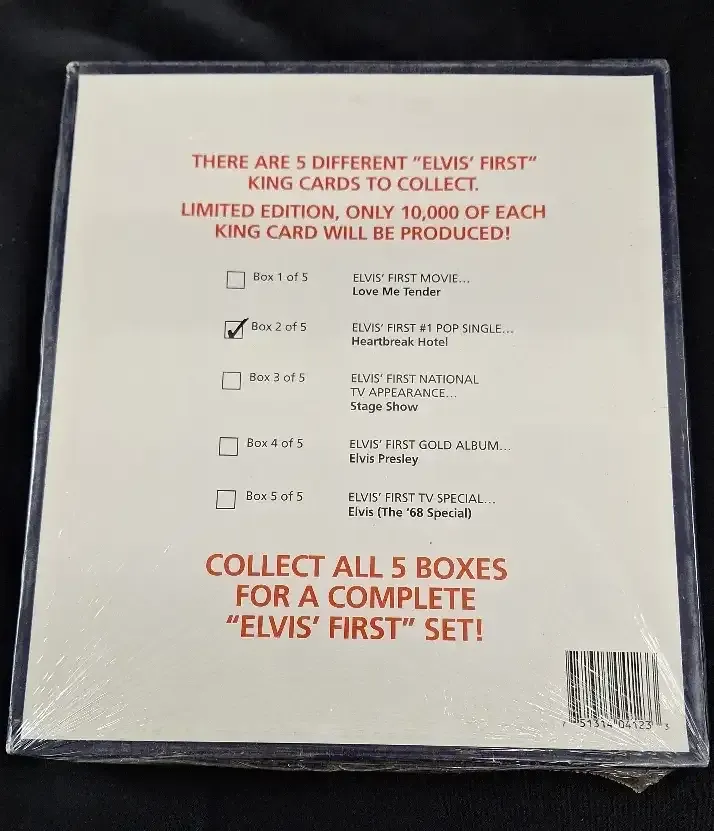 THERE ARE 5 DIFFERENT "ELVIS' FIRST"
KING CARDS TO COLLECT.
LIMITED EDITION, ONLY 10,000 OF EACH
KING CARD WILL BE PRODUCED!
Box 1 of 5 ELVIS' FIRST MOVIE...
Love Me Tender
Box 2 of 5 ELVIS' FIRST #1 POP SINGLE...
Heartbreak Hotel
Box 3 of 5 ELVIS' FIRST NATIONAL
TV APPEARANCE...
Stage Show
Box 4 of 5 ELVIS' FIRST GOLD ALBUM...
Elvis Presley
Box 5 of 5 ELVIS' FIRST TV SPECIAL...
Elvis (The '68 Special)
COLLECT ALL 5 BOXES
FOR A COMPLETE
"ELVIS' FIRST" SET!
7 51314 04123 3